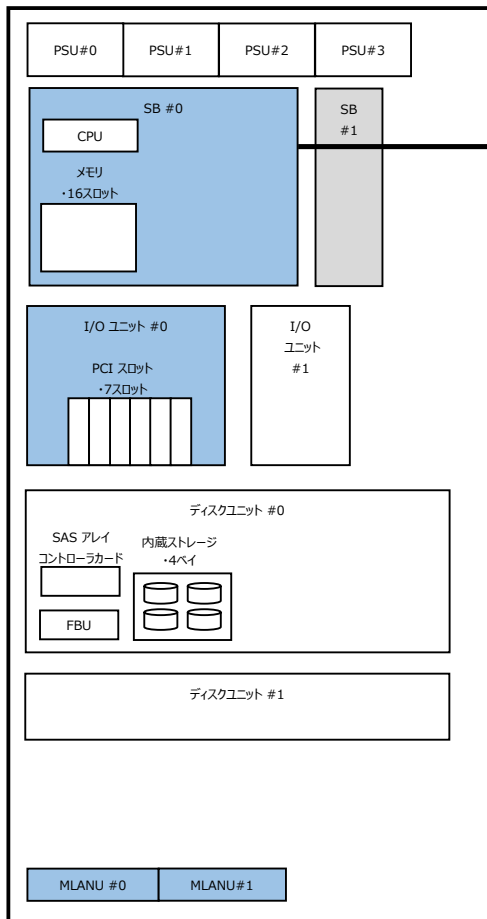 PSU#0
PSU#1
PSU#2
PSU#3
SB #0
CPU
メモリ
・16スロット
SB
#1
I/O ユニット #0
PCI スロット
・7スロット
I/O
ユニット
#1
ディスクユニット #0
SAS アレイ
コントローラカード
FBU
内蔵ストレージ
・4ベイ
ディスクユニット #1
MLANU #0
MLANU#1